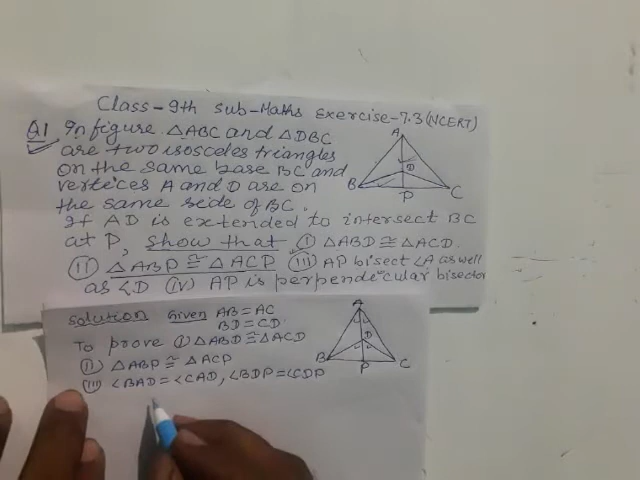 Class-9th Sub-Maths Exercise-7.3 (NCERT)
Q1 In figure △ABC and △DBC
are two isosceles triangles
on the same base BC and
vertices A and D are on
the same side of BC.
If AD is extended to intersect BC
at P, show that (i) △ABD ≅ △ACD.
(ii) △ABP ≅ △ACP (iii) AP bisect ∠A as well
as ∠D (iv) AP is perpendicular bisector
A
D
B
P
C
Solution Given AB = AC
BD = CD.
To prove (i) △ABD ≅ △ACD
(ii) △ABP ≅ △ACP
(iii) ∠BAD = ∠CAD, ∠BDP = ∠CDP
A
D
B
P
C